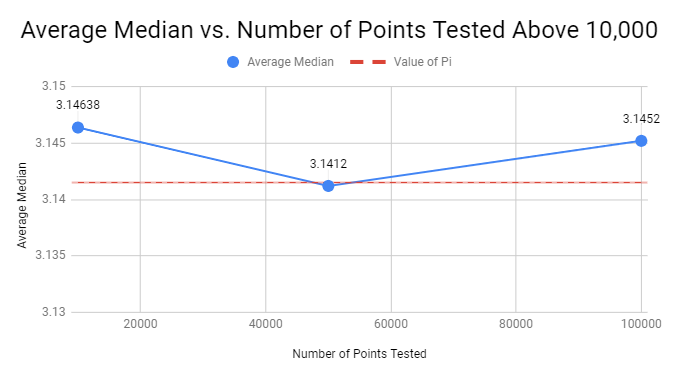 Average Median vs. Number of Points Tested Above 10,000
Average Median
Value of Pi
3.15
3.145
3.14
3.135
3.13
Average Median
3.14638
3.1412
3.1452
20000
40000
60000
80000
100000
Number of Points Tested